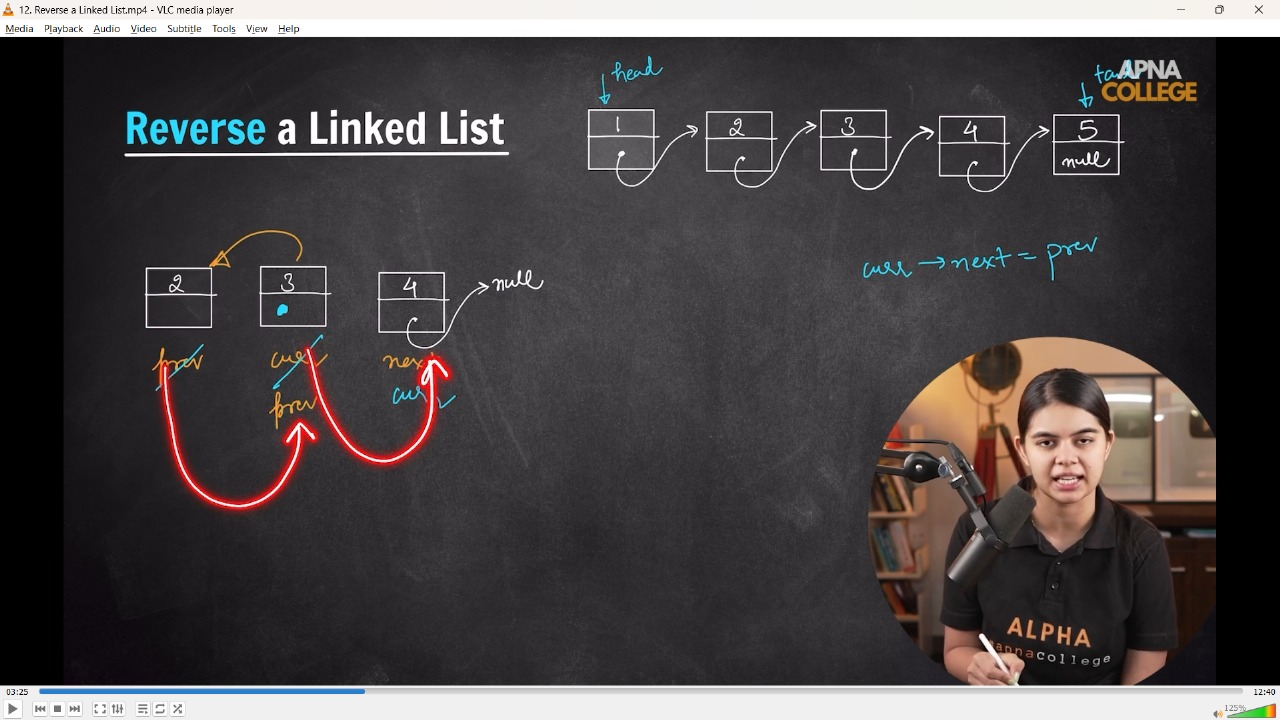 12. Reverse a Linked List.mp4 - VLC media player
Media Playback Audio Video Subtitle Tools View Help
head
APNA
COLLEGE
Reverse a Linked List
1 2 3 4 5
null
curr → next = prev
2 3 4
null
prev curr next
prev curr
ALPHA
apnacollege
03:25 12:40
125%